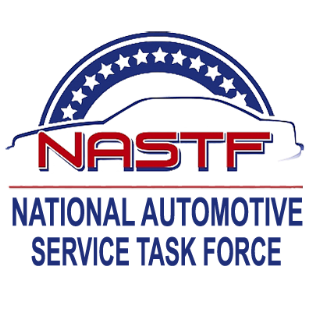 NASTF
NATIONAL AUTOMOTIVE
SERVICE TASK FORCE